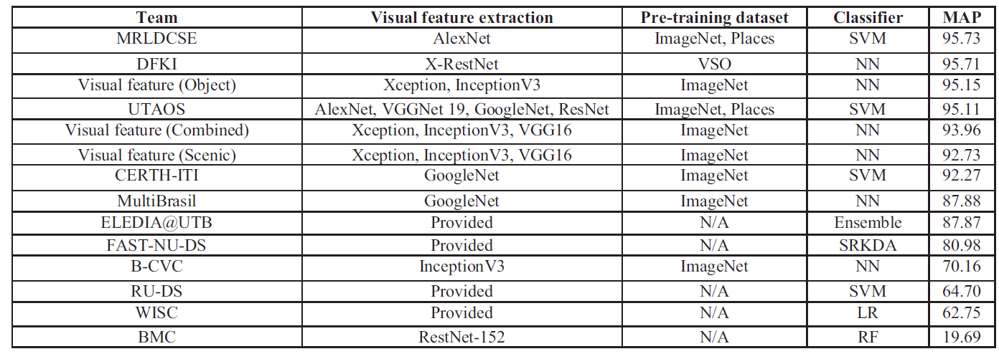 Team Visual feature extraction Pre-training dataset Classifier MAP
MRLDCSE AlexNet ImageNet, Places SVM 95.73
DFKI X-RestNet VSO NN 95.71
Visual feature (Object) Xception, InceptionV3 ImageNet NN 95.15
UTAOS AlexNet, VGGNet 19, GoogleNet, ResNet ImageNet, Places SVM 95.11
Visual feature (Combined) Xception, InceptionV3, VGG16 ImageNet NN 93.96
Visual feature (Scenic) Xception, InceptionV3, VGG16 ImageNet NN 92.73
CERTH-ITI GoogleNet ImageNet SVM 92.27
MultiBrasil GoogleNet ImageNet NN 87.88
ELEDIA@UTB Provided N/A Ensemble 87.87
FAST-NU-DS Provided N/A SRKDA 80.98
B-CVC InceptionV3 ImageNet NN 70.16
RU-DS Provided N/A SVM 64.70
WISC Provided N/A LR 62.75
BMC RestNet-152 N/A RF 19.69